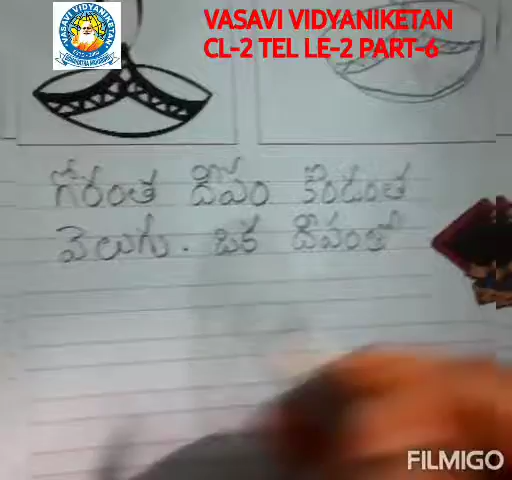 VASAVI VIDYANIKETAN
CL-2 TEL LE-2 PART-6
గోరంత దీపం కొండంత
వెలుగు. ఒక దీపంతో
FILMIGO